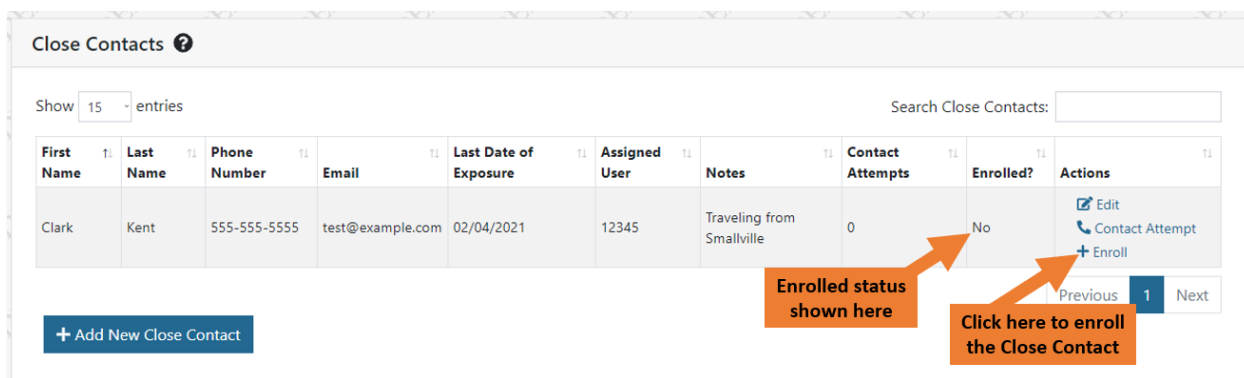 Close Contacts ?
Show 15 entries
Search Close Contacts:
First Name Last Name Phone Number Email Last Date of Exposure Assigned User Notes Contact Attempts Enrolled? Actions
Clark Kent 555-555-5555 test@example.com 02/04/2021 12345 Traveling from Smallville 0 No
Edit
Contact Attempt
+ Enroll
Enrolled status
shown here
Previous 1 Next
Click here to enroll
the Close Contact
+ Add New Close Contact